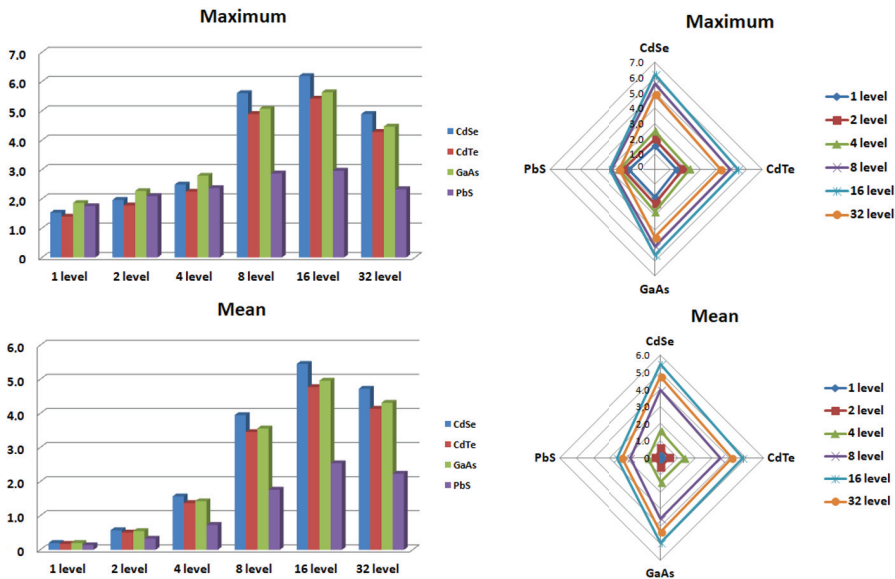 Maximum
7.0
6.0
5.0
4.0
3.0
2.0
1.0
0
1 level
2 level
4 level
8 level
16 level
32 level
CdSe
CdTe
GaAs
PbS
Maximum
CdSe
7.0
6.0
5.0
4.0
3.0
2.0
1.0
0
PbS
CdTe
GaAs
1 level
2 level
4 level
8 level
16 level
32 level
Mean
6.0
5.0
4.0
3.0
2.0
1.0
0
1 level
2 level
4 level
8 level
16 level
32 level
CdSe
CdTe
GaAs
PbS
Mean
CdSe
6.0
5.0
4.0
3.0
2.0
1.0
0
PbS
CdTe
GaAs
1 level
2 level
4 level
8 level
16 level
32 level